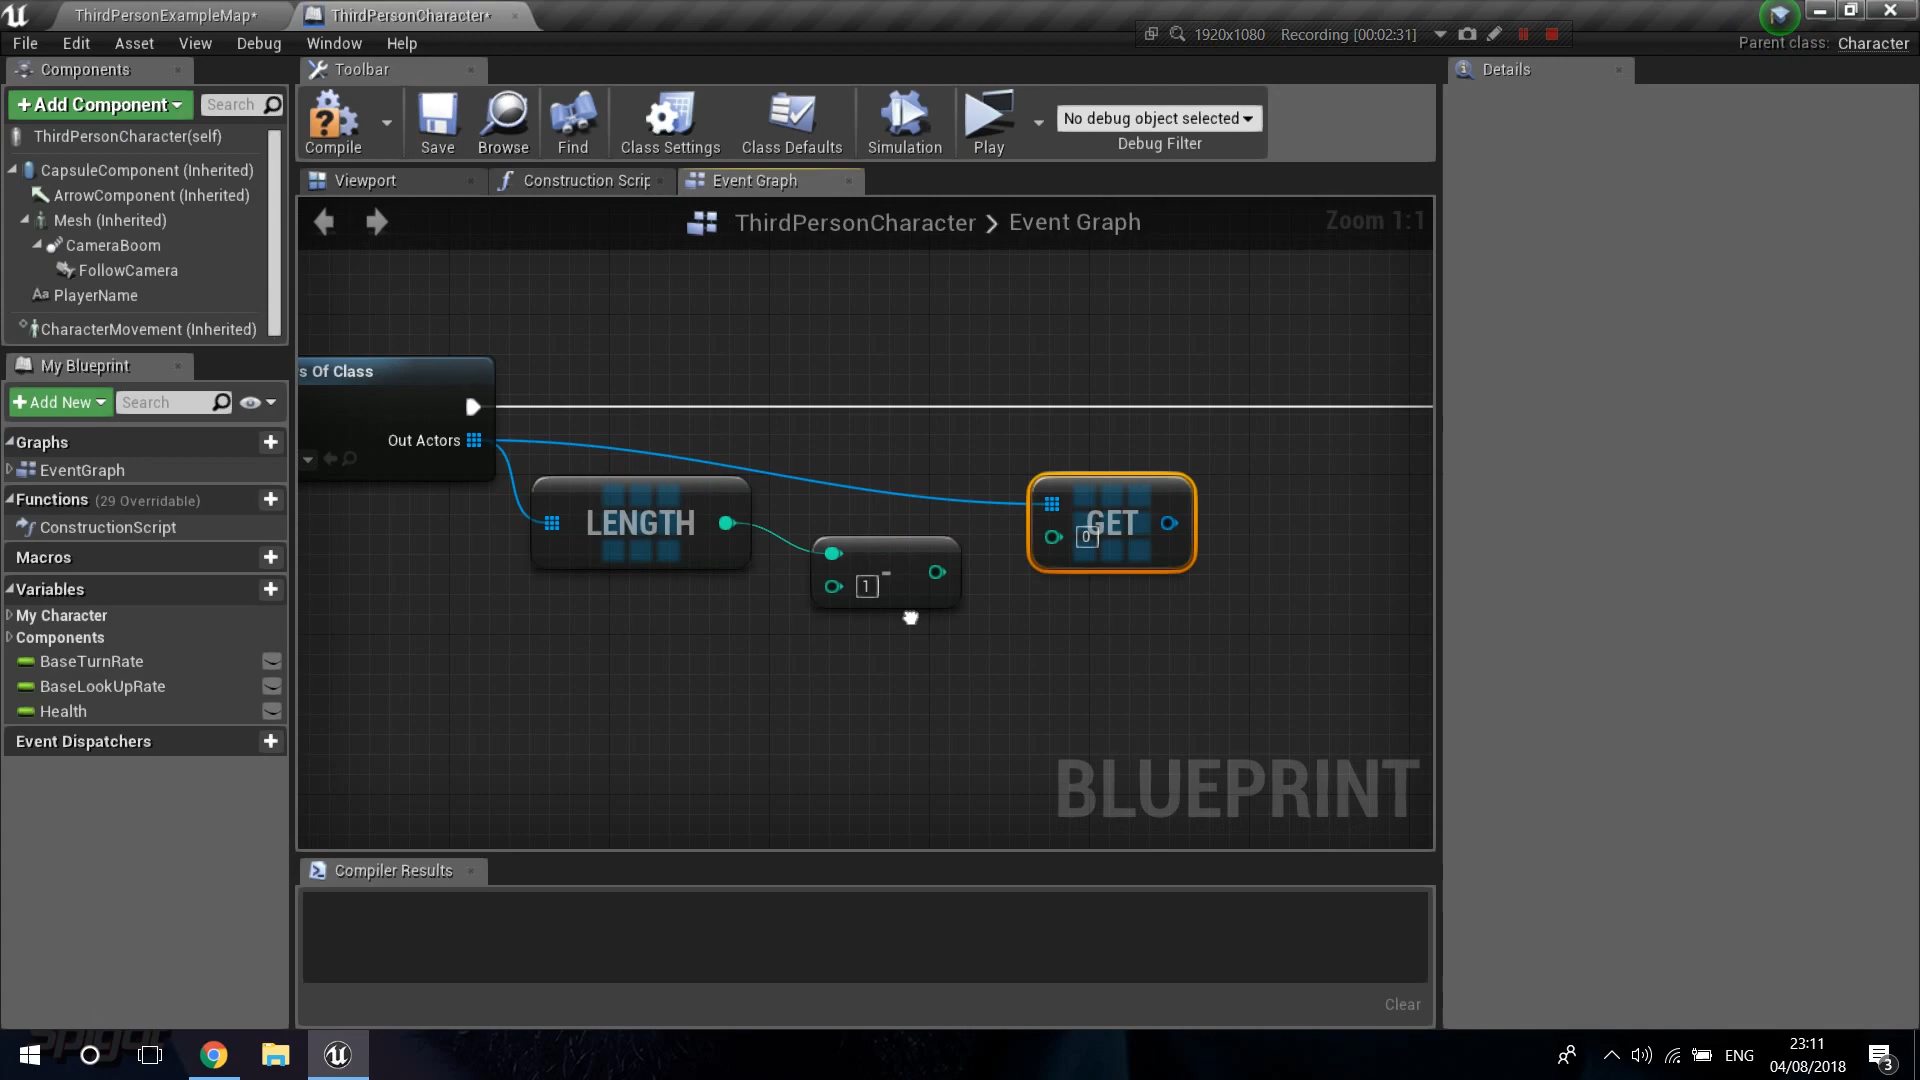 ThirdPersonExampleMap*
ThirdPersonCharacter*
1920x1080 Recording [00:02:31]
File Edit Asset View Debug Window Help
Parent class: Character
Components
Toolbar
Details
Add Component
Search
Compile
Save
Browse
Find
Class Settings
Class Defaults
Simulation
Play
No debug object selected
Debug Filter
ThirdPersonCharacter(self)
CapsuleComponent (Inherited)
ArrowComponent (Inherited)
Mesh (Inherited)
CameraBoom
FollowCamera
Aa PlayerName
CharacterMovement (Inherited)
Viewport
Construction Scrip
Event Graph
ThirdPersonCharacter > Event Graph
Zoom 1:1
My Blueprint
Add New
Search
Graphs
EventGraph
Functions (29 Overridable)
ConstructionScript
Macros
Variables
My Character
Components
BaseTurnRate
BaseLookUpRate
Health
Event Dispatchers
s Of Class
Out Actors
LENGTH
-
1
GET
0
BLUEPRINT
Compiler Results
Clear
ENG
23:11
04/08/2018
3